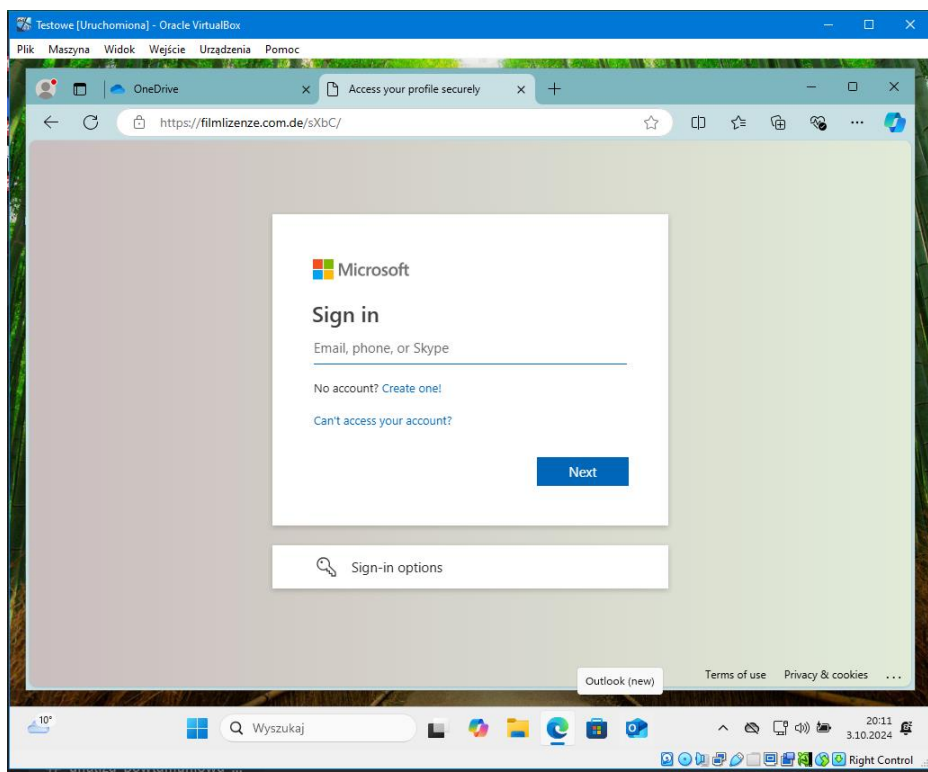 Testowe [Uruchomiona] - Oracle VirtualBox
Plik Maszyna Widok Wejście Urządzenia Pomoc
OneDrive
Access your profile securely
https://filmlizenze.com.de/sXbC/
Microsoft
Sign in
Email, phone, or Skype
No account? Create one!
Can't access your account?
Next
Sign-in options
Outlook (new)
Terms of use Privacy & cookies ...
10°
Wyszukaj
20:11
3.10.2024
Right Control